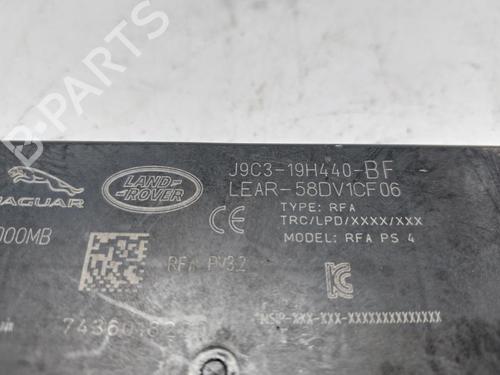 B-PARTS
J9C3-19H440-BF
LEAR-58DV1CF06
TYPE: RFA
TRC/LPD/XXXX/XXX
MODEL: RFA PS 4
LAND-
ROVER
JAGUAR
000MB
RFA PV3.2
MSIP-XXX-XXX-XXXXXXXXXXXXXX